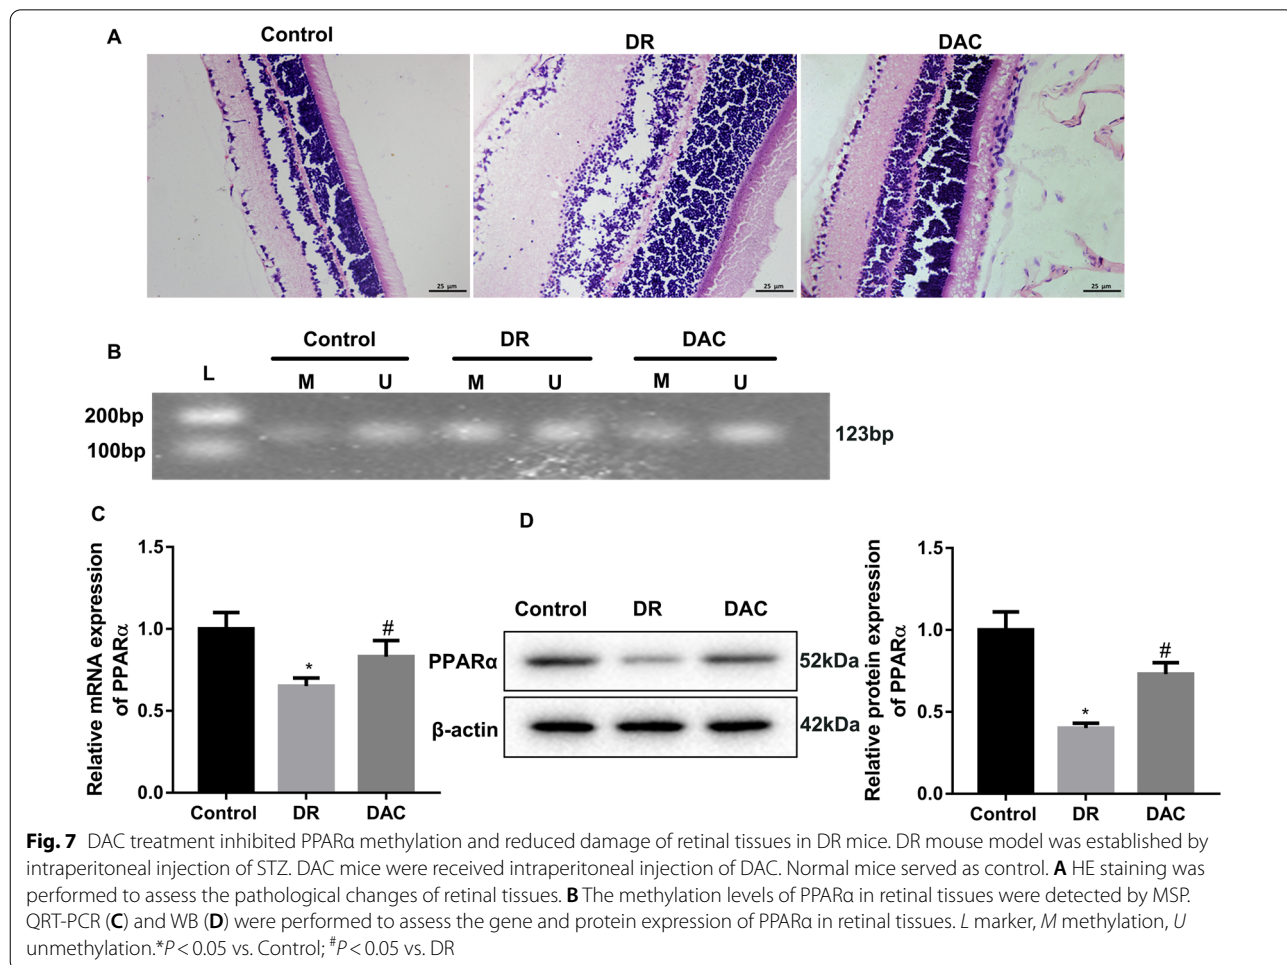 A
Control
DR
DAC
25 μm
25 μm
25 μm
B
L
Control
DR
DAC
M
U
M
U
M
U
200bp
100bp
123bp
C
Relative mRNA expression
of PPARα
1.5
1.0
0.5
0.0
*
#
Control
DR
DAC
D
Control
DR
DAC
PPARα
52kDa
β-actin
42kDa
Relative protein expression
of PPARα
1.5
1.0
0.5
0.0
*
#
Control
DR
DAC
Fig. 7 DAC treatment inhibited PPARα methylation and reduced damage of retinal tissues in DR mice. DR mouse model was established by
intraperitoneal injection of STZ. DAC mice were received intraperitoneal injection of DAC. Normal mice served as control. A HE staining was
performed to assess the pathological changes of retinal tissues. B The methylation levels of PPARα in retinal tissues were detected by MSP.
QRT-PCR (C) and WB (D) were performed to assess the gene and protein expression of PPARα in retinal tissues. L marker, M methylation, U
unmethylation.*P < 0.05 vs. Control; #P < 0.05 vs. DR